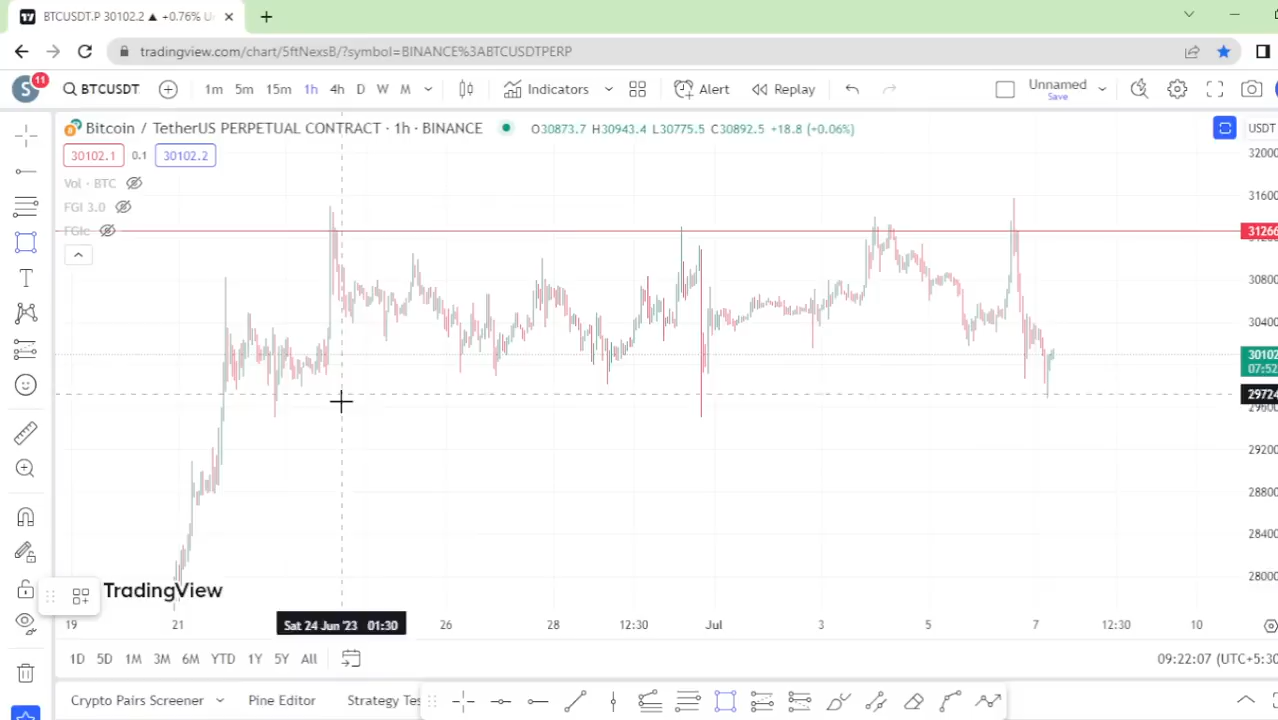 BTCUSDT.P 30102.2 ▲ +0.76%
tradingview.com/chart/5ftNexsB/?symbol=BINANCE%3ABTCUSDTPERP
S 11 BTCUSDT 1m 5m 15m 1h 4h D W M Indicators Alert Replay Unnamed
Save
Bitcoin / TetherUS PERPETUAL CONTRACT · 1h · BINANCE O30873.7 H30943.4 L30775.5 C30892.5 +18.8 (+0.06%) USDT
30102.1 0.1 30102.2
32000
Vol · BTC
31600
FGI 3.0
FGIc
31266
31200
30800
30400
30102
07:52
29724
29600
29200
28800
28400
28000
TradingView
19 21 Sat 24 Jun '23 01:30 26 28 12:30 Jul 3 5 7 12:30 10
1D 5D 1M 3M 6M YTD 1Y 5Y All 09:22:07 (UTC+5:30
Crypto Pairs Screener Pine Editor Strategy Tes